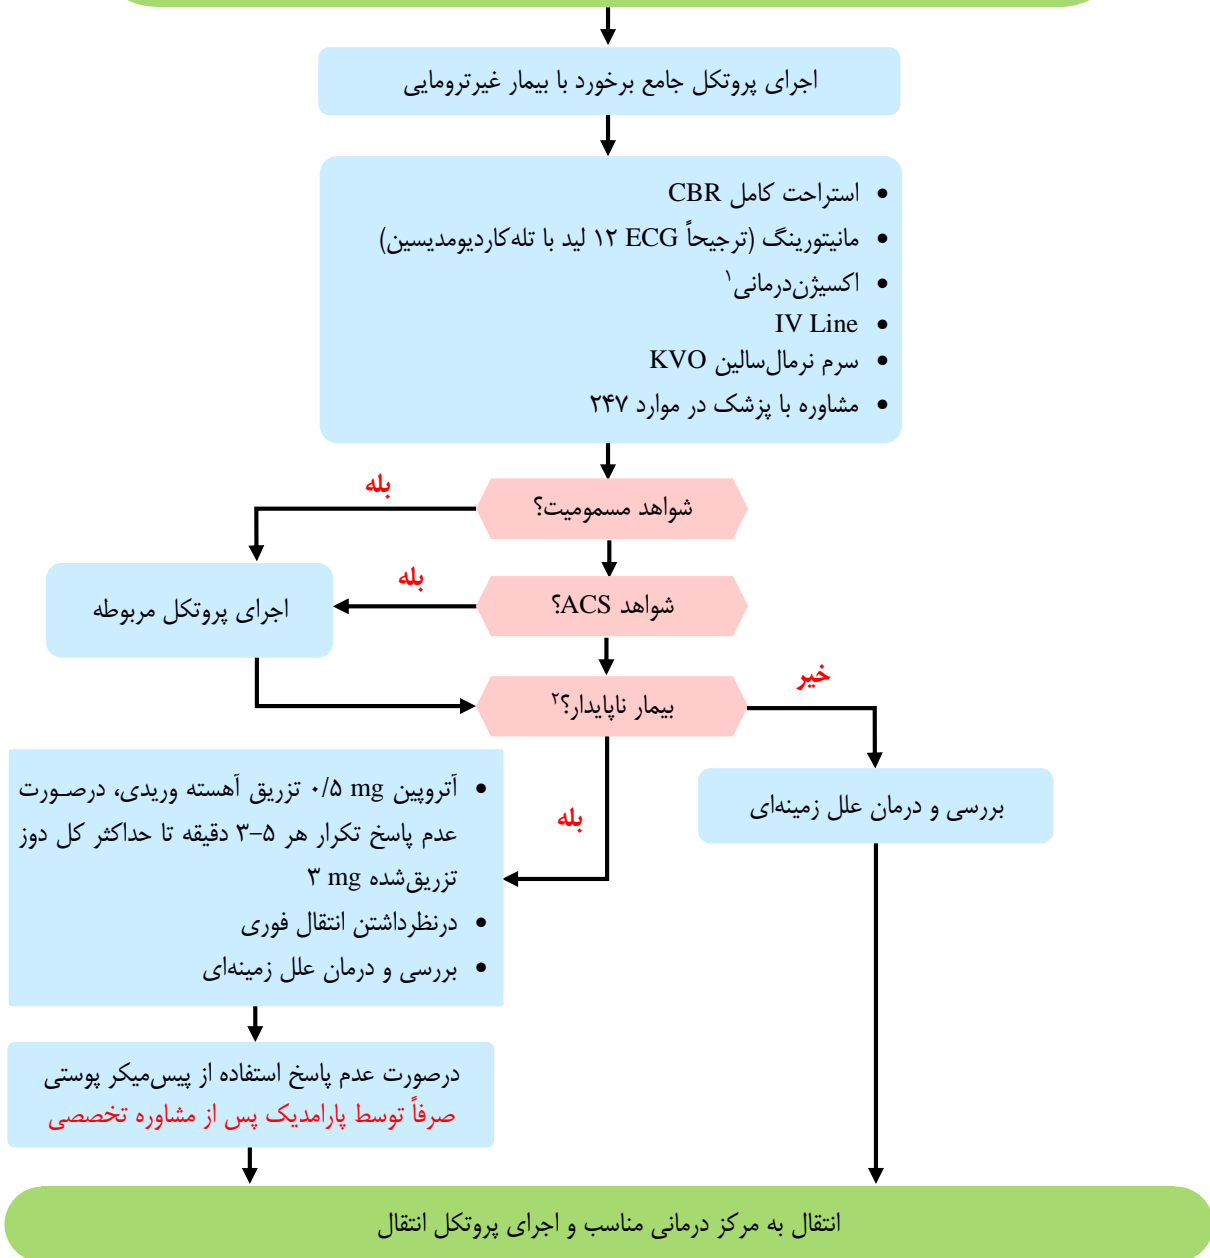 اجرای پروتکل جامع برخورد با بیمار غیرترومایی
• استراحت کامل CBR
• مانیتورینگ (ترجیحاً ECG ۱۲ لید با تله‌کاردیومدیسین)
• اکسیژن‌درمانی۱
• IV Line
• سرم نرمال‌سالین KVO
• مشاوره با پزشک در موارد ۲۴۷
شواهد مسمومیت؟
بله
شواهد ACS؟
بله
اجرای پروتکل مربوطه
بیمار ناپایدار؟۲
خیر
بله
بررسی و درمان علل زمینه‌ای
• آتروپین ۰/۵ mg تزریق آهسته وریدی، درصـورت
عدم پاسخ تکرار هر ۵–۳ دقیقه تا حداکثر کل دوز
تزریق‌شده ۳ mg
• درنظرداشتن انتقال فوری
• بررسی و درمان علل زمینه‌ای
درصورت عدم پاسخ استفاده از پیس‌میکر پوستی
صرفاً توسط پارامدیک پس از مشاوره تخصصی
انتقال به مرکز درمانی مناسب و اجرای پروتکل انتقال